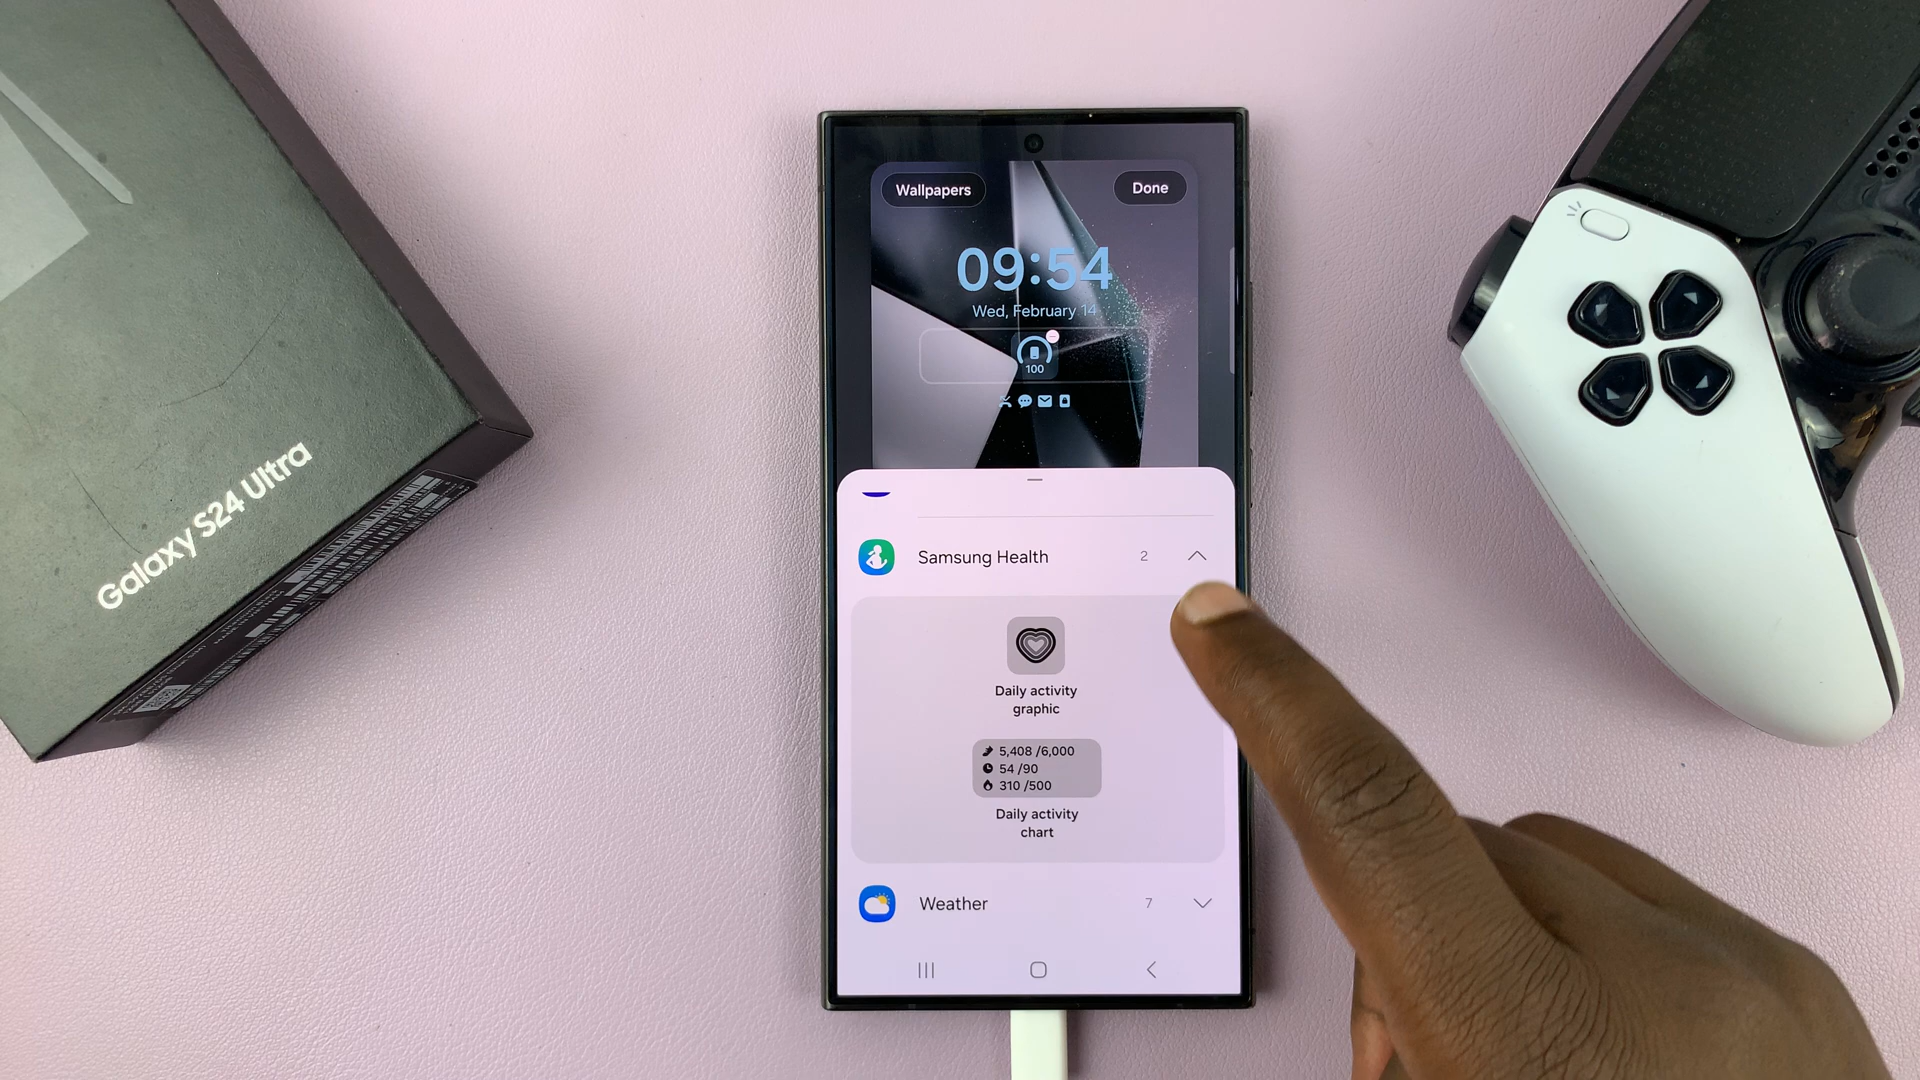 Galaxy S24 Ultra
Wallpapers
Done
09:54
Wed, February 14
100
Samsung Health
2
Daily activity
graphic
5,408 /6,000
54 /90
310 /500
Daily activity
chart
Weather
7